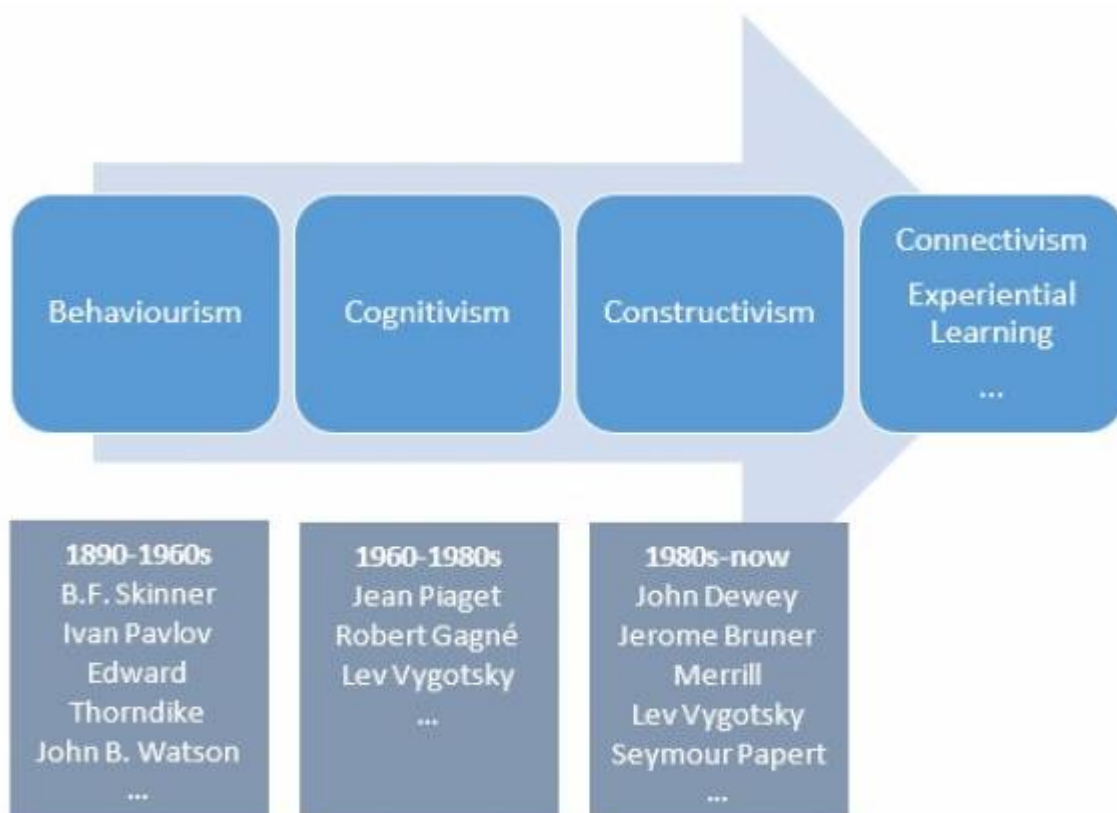 Behaviourism
Cognitivism
Constructivism
Connectivism
Experiential
Learning
...
1890-1960s
B.F. Skinner
Ivan Pavlov
Edward
Thorndike
John B. Watson
...
1960-1980s
Jean Piaget
Robert Gagné
Lev Vygotsky
...
1980s-now
John Dewey
Jerome Bruner
Merrill
Lev Vygotsky
Seymour Papert
...